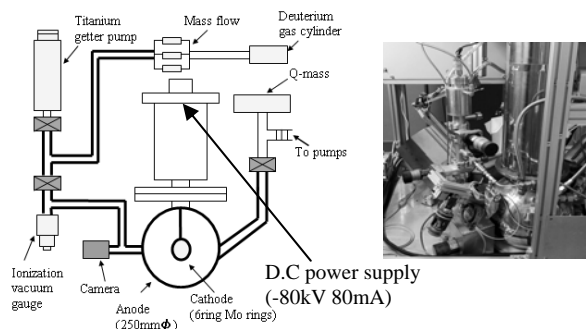 Titanium
getter pump
Mass flow
Deuterium
gas cylinder
Q-mass
To pumps
Ionization
vacuum
gauge
Camera
Anode
(250mmϕ)
Cathode
(6ring Mo rings)
D.C power supply
(-80kV 80mA)